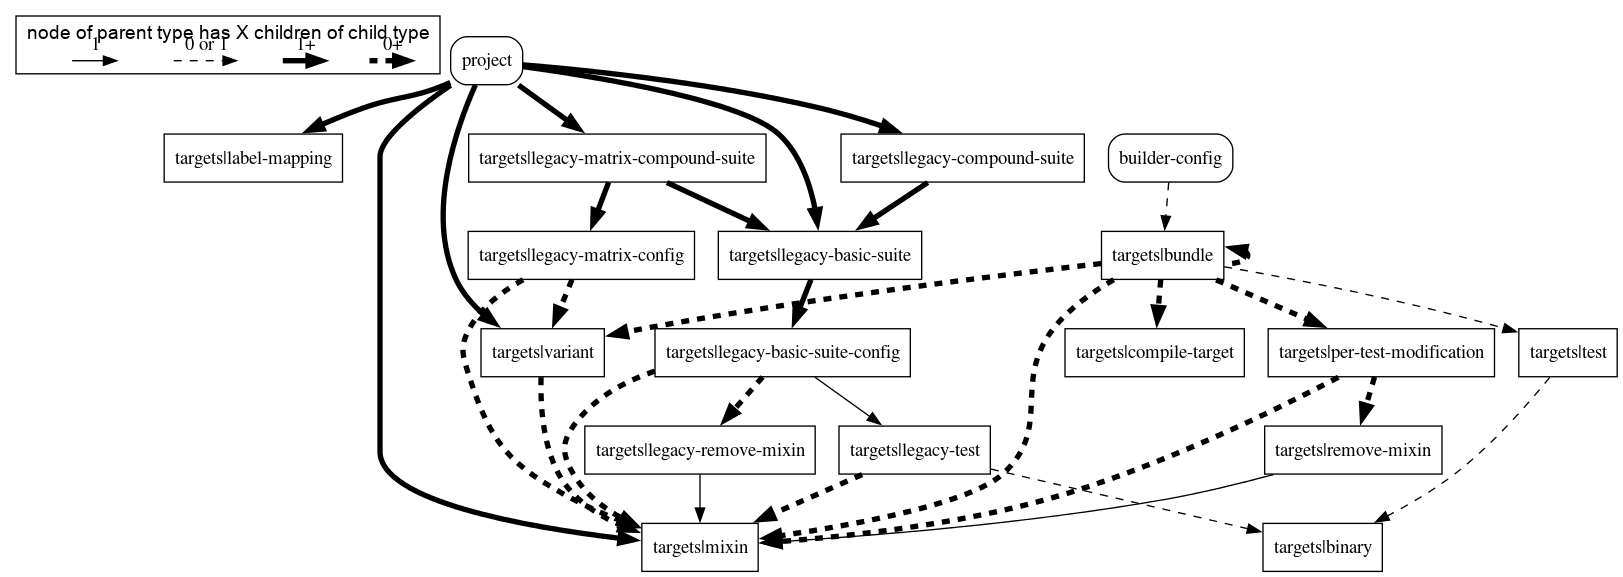 node of parent type has X children of child type
1
0 or 1
1+
0+
project
targets|label-mapping
targets|legacy-matrix-compound-suite
targets|legacy-compound-suite
builder-config
targets|legacy-matrix-config
targets|legacy-basic-suite
targets|bundle
targets|variant
targets|legacy-basic-suite-config
targets|compile-target
targets|per-test-modification
targets|test
targets|legacy-remove-mixin
targets|legacy-test
targets|remove-mixin
targets|mixin
targets|binary